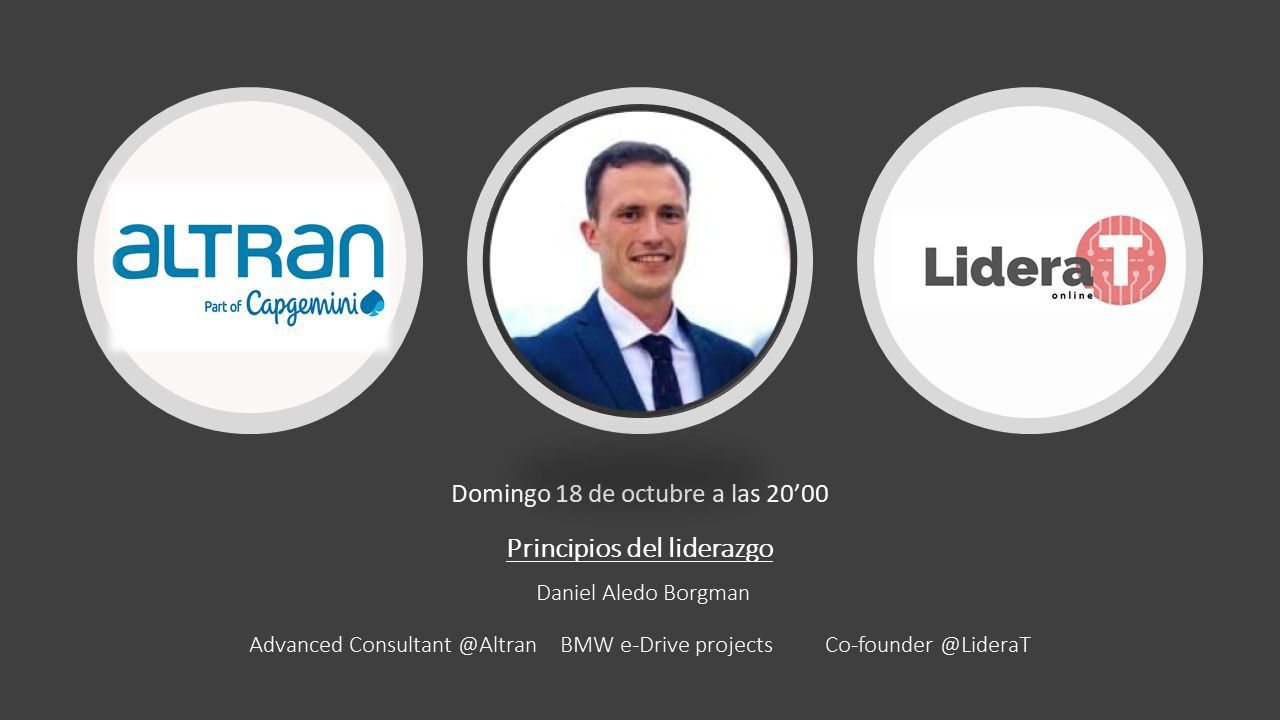 aLTRan
Part of Capgemini
LideraT
online
Domingo 18 de octubre a las 20’00
Principios del liderazgo
Daniel Aledo Borgman
Advanced Consultant @Altran BMW e-Drive projects Co-founder @LideraT